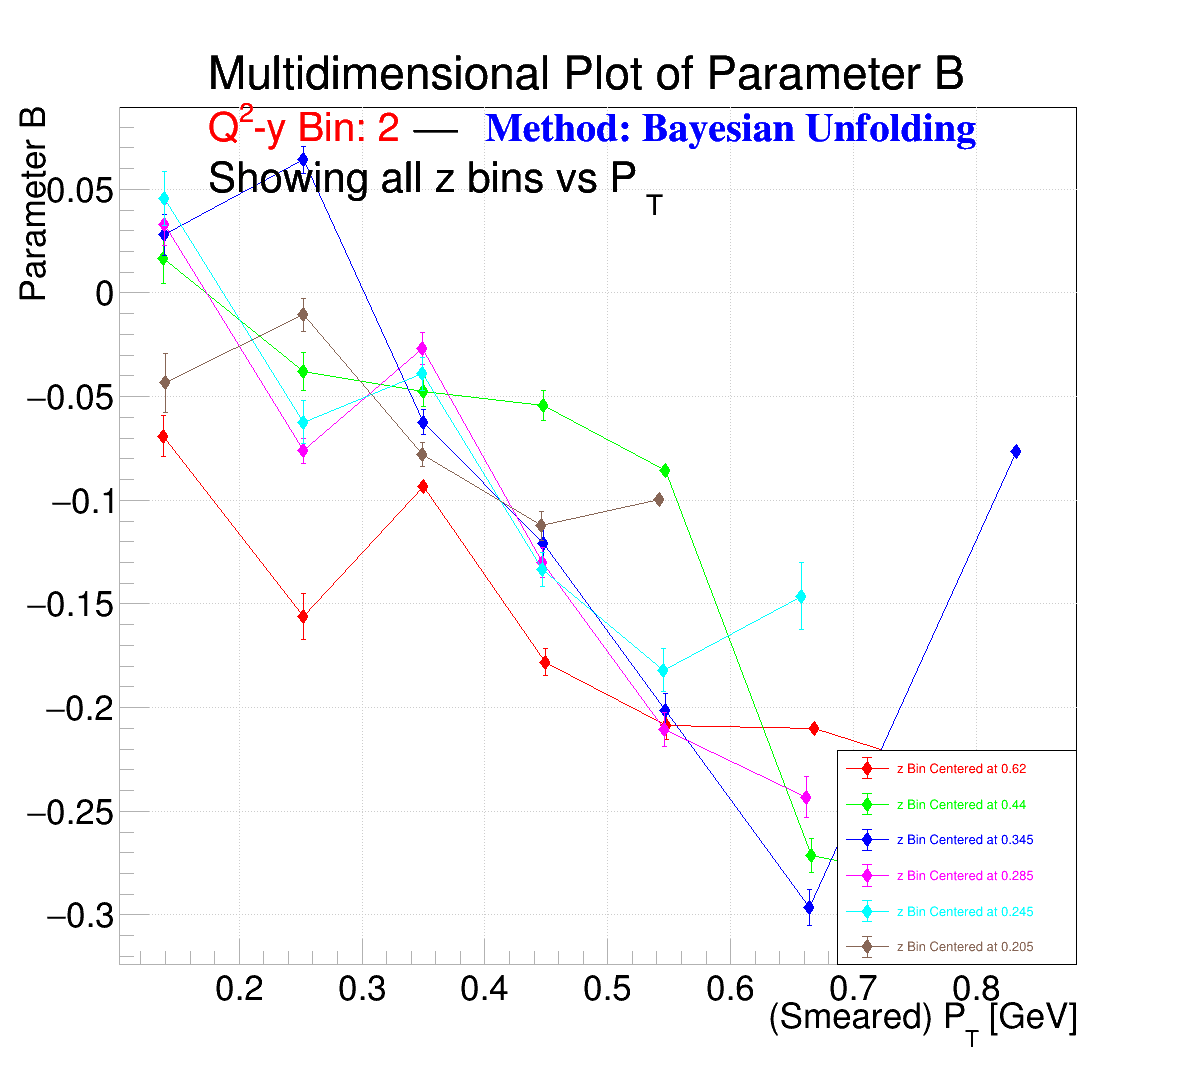 Multidimensional Plot of Parameter B
Q2-y Bin: 2 — Method: Bayesian Unfolding
Showing all z bins vs P T
Parameter B
0.05
0
−0.05
−0.1
−0.15
−0.2
−0.25
−0.3
z Bin Centered at 0.62
z Bin Centered at 0.44
z Bin Centered at 0.345
z Bin Centered at 0.285
z Bin Centered at 0.245
z Bin Centered at 0.205
0.2 0.3 0.4 0.5 0.6 0.7 0.8
(Smeared) P T [GeV]